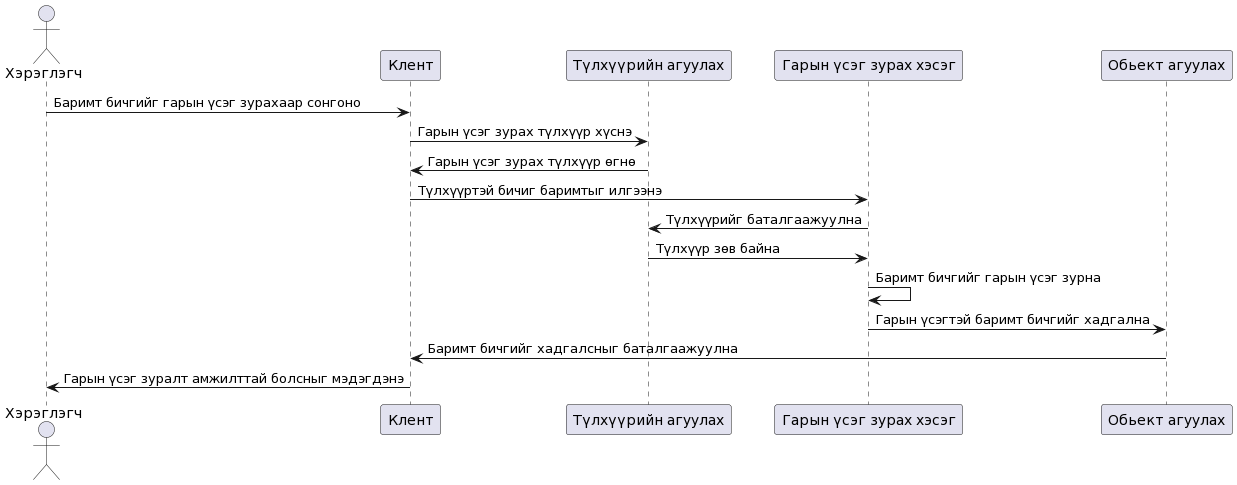 Хэрэглэгч
Клент
Түлхүүрийн агуулах
Гарын үсэг зурах хэсэг
Обьект агуулах
Баримт бичгийг гарын үсэг зурахаар сонгоно
Гарын үсэг зурах түлхүүр хүснэ
Гарын үсэг зурах түлхүүр өгнө
Түлхүүртэй бичиг баримтыг илгээнэ
Түлхүүрийг баталгаажуулна
Түлхүүр зөв байна
Баримт бичгийг гарын үсэг зурна
Гарын үсэгтэй баримт бичгийг хадгална
Баримт бичгийг хадгалсныг баталгаажуулна
Гарын үсэг зуралт амжилттай болсныг мэдэгдэнэ
Хэрэглэгч
Клент
Түлхүүрийн агуулах
Гарын үсэг зурах хэсэг
Обьект агуулах